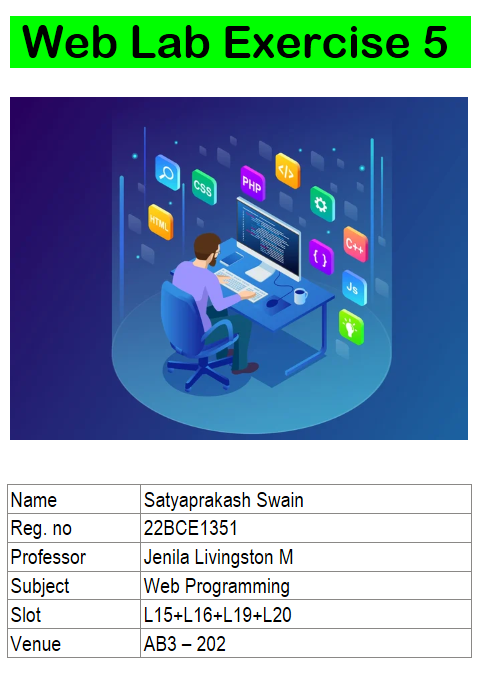 Web Lab Exercise 5
</>
CSS
PHP
HTML
C++
{ }
Js
Name Satyaprakash Swain
Reg. no 22BCE1351
Professor Jenila Livingston M
Subject Web Programming
Slot L15+L16+L19+L20
Venue AB3 – 202